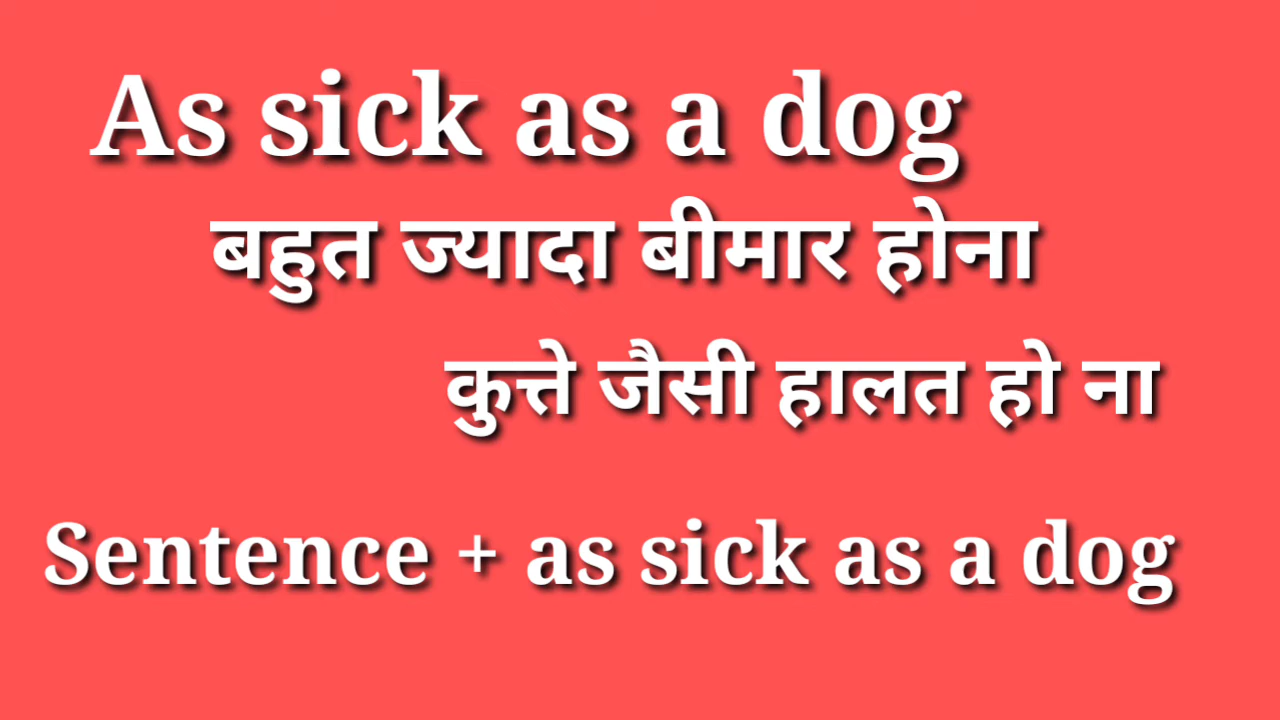 As sick as a dog
बहुत ज्यादा बीमार होना
कुत्ते जैसी हालत हो ना
Sentence + as sick as a dog